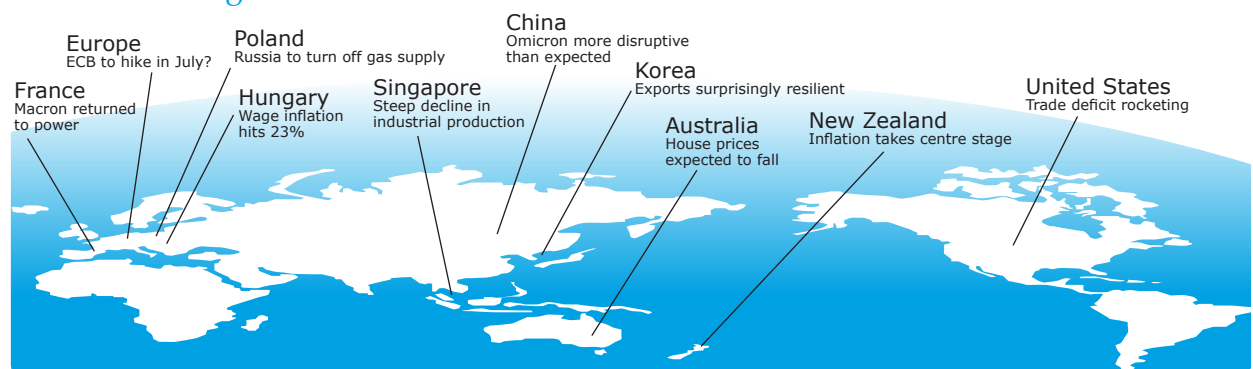 Europe
ECB to hike in July?
Poland
Russia to turn off gas supply
China
Omicron more disruptive
than expected
France
Macron returned
to power
Hungary
Wage inflation
hits 23%
Singapore
Steep decline in
industrial production
Korea
Exports surprisingly resilient
Australia
House prices
expected to fall
New Zealand
Inflation takes centre stage
United States
Trade deficit rocketing